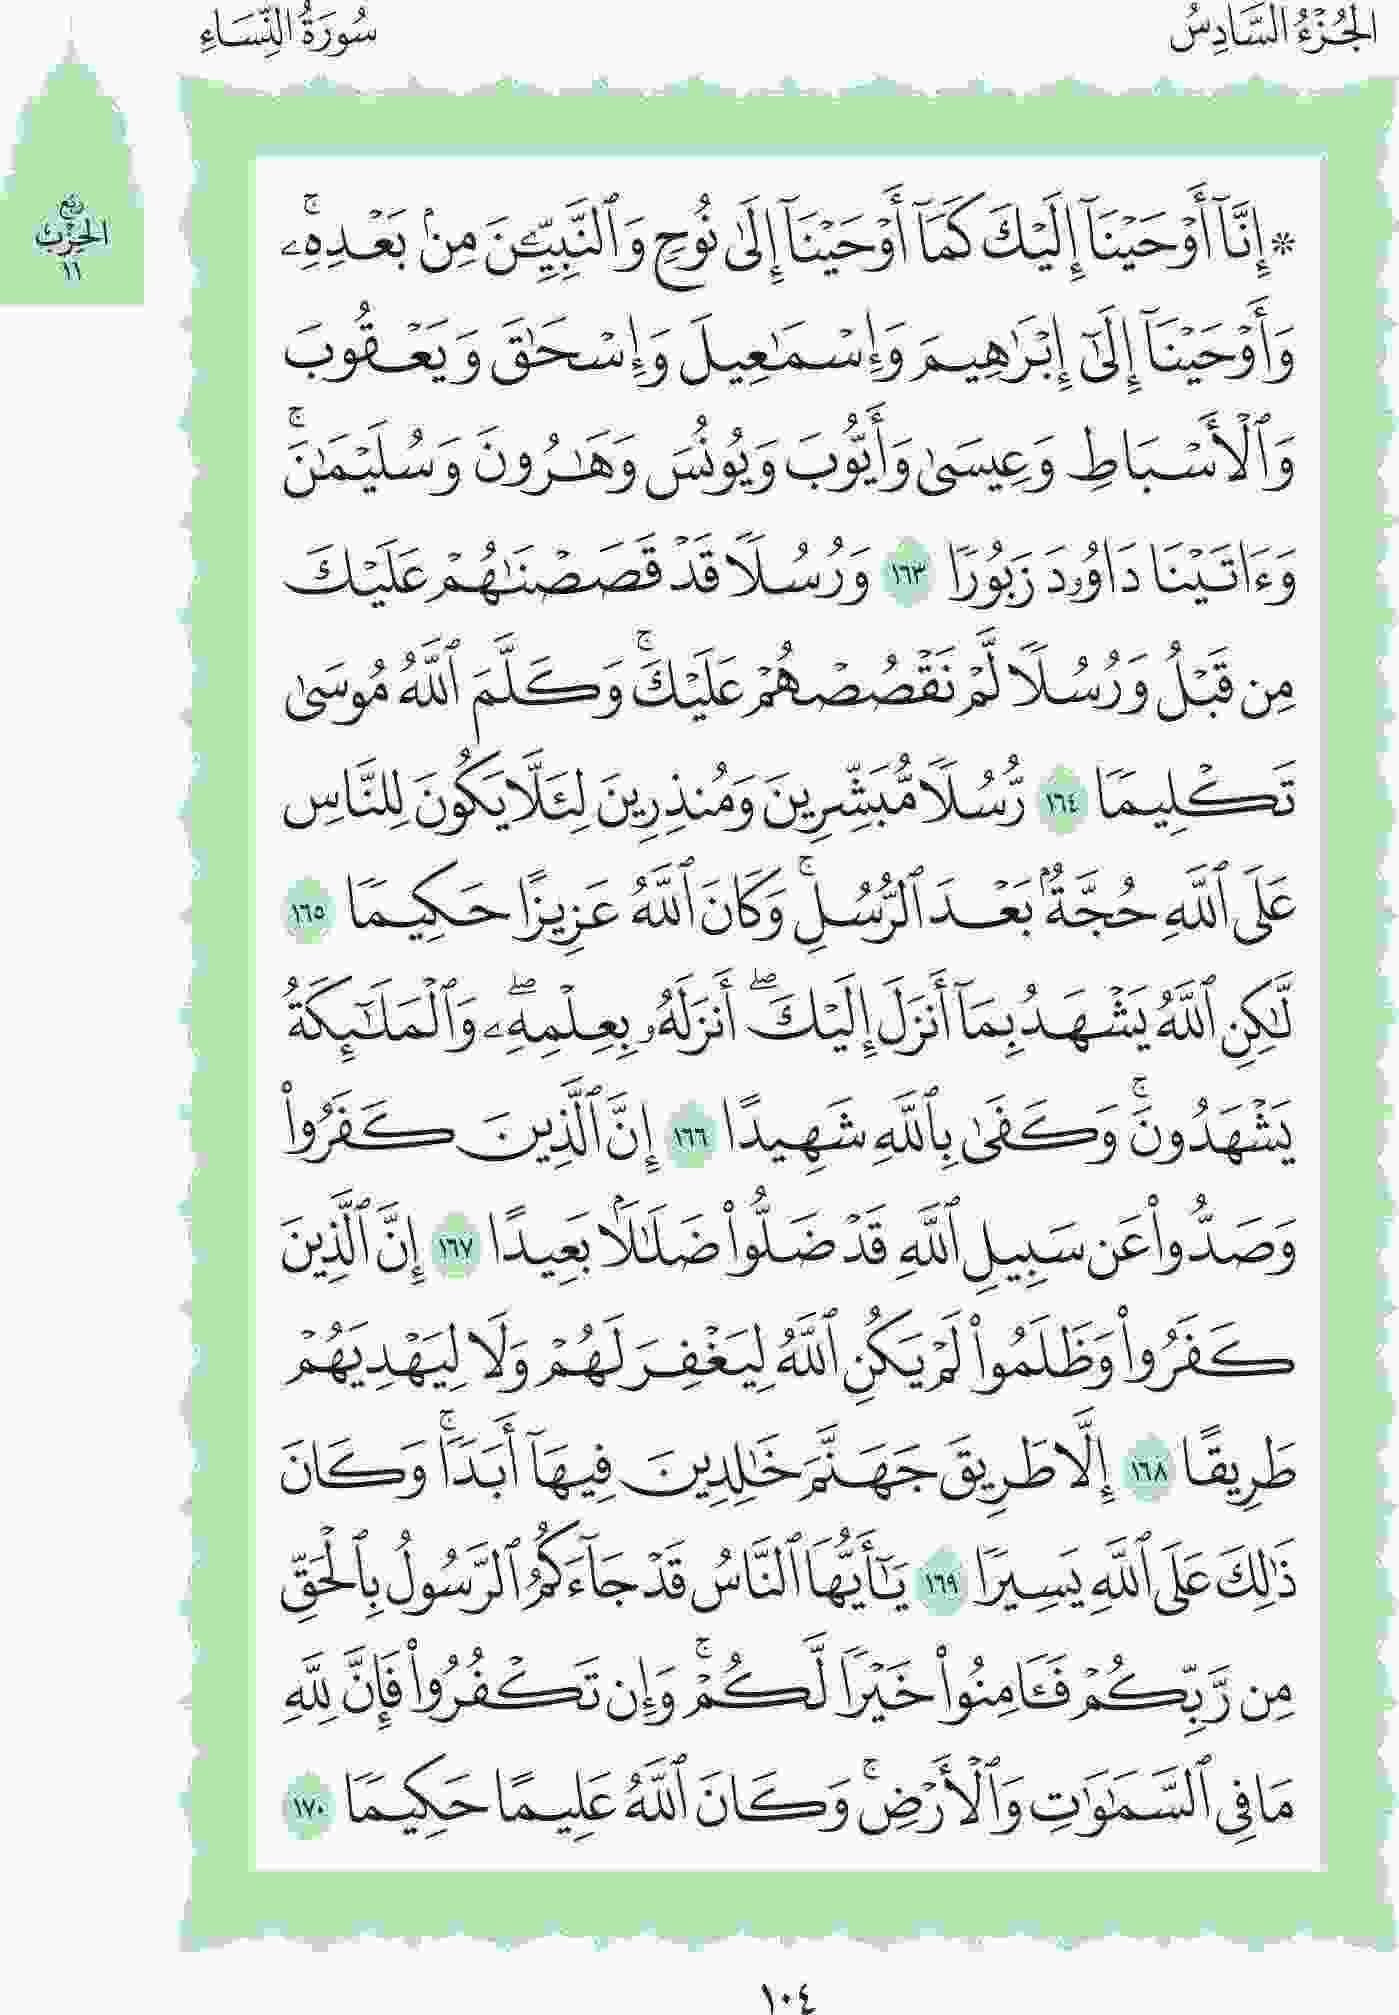 الجُزْءُ السَّادِسُ
سُورَةُ النِّسَاءِ
رُبْع
الحِزْب
١١
۞ إِنَّآ أَوۡحَيۡنَآ إِلَيۡكَ كَمَآ أَوۡحَيۡنَآ إِلَىٰ نُوحٖ وَٱلنَّبِيِّـۧنَ مِنۢ بَعۡدِهِۦۚ
وَأَوۡحَيۡنَآ إِلَىٰٓ إِبۡرَٰهِيمَ وَإِسۡمَٰعِيلَ وَإِسۡحَٰقَ وَيَعۡقُوبَ
وَٱلۡأَسۡبَاطِ وَعِيسَىٰ وَأَيُّوبَ وَيُونُسَ وَهَٰرُونَ وَسُلَيۡمَٰنَۚ
وَءَاتَيۡنَا دَاوُۥدَ زَبُورٗا ١٦٣ وَرُسُلٗا قَدۡ قَصَصۡنَٰهُمۡ عَلَيۡكَ
مِن قَبۡلُ وَرُسُلٗا لَّمۡ نَقۡصُصۡهُمۡ عَلَيۡكَۚ وَكَلَّمَ ٱللَّهُ مُوسَىٰ
تَكۡلِيمٗا ١٦٤ رُّسُلٗا مُّبَشِّرِينَ وَمُنذِرِينَ لِئَلَّا يَكُونَ لِلنَّاسِ
عَلَى ٱللَّهِ حُجَّةُۢ بَعۡدَ ٱلرُّسُلِۚ وَكَانَ ٱللَّهُ عَزِيزًا حَكِيمٗا ١٦٥
لَّٰكِنِ ٱللَّهُ يَشۡهَدُ بِمَآ أَنزَلَ إِلَيۡكَۖ أَنزَلَهُۥ بِعِلۡمِهِۦۖ وَٱلۡمَلَٰٓئِكَةُ
يَشۡهَدُونَۚ وَكَفَىٰ بِٱللَّهِ شَهِيدًا ١٦٦ إِنَّ ٱلَّذِينَ كَفَرُواْ
وَصَدُّواْ عَن سَبِيلِ ٱللَّهِ قَدۡ ضَلُّواْ ضَلَٰلَۢا بَعِيدًا ١٦٧ إِنَّ ٱلَّذِينَ
كَفَرُواْ وَظَلَمُواْ لَمۡ يَكُنِ ٱللَّهُ لِيَغۡفِرَ لَهُمۡ وَلَا لِيَهۡدِيَهُمۡ
طَرِيقًا ١٦٨ إِلَّا طَرِيقَ جَهَنَّمَ خَٰلِدِينَ فِيهَآ أَبَدٗاۚ وَكَانَ
ذَٰلِكَ عَلَى ٱللَّهِ يَسِيرٗا ١٦٩ يَٰٓأَيُّهَا ٱلنَّاسُ قَدۡ جَآءَكُمُ ٱلرَّسُولُ بِٱلۡحَقِّ
مِن رَّبِّكُمۡ فَـَٔامِنُواْ خَيۡرٗا لَّكُمۡۚ وَإِن تَكۡفُرُواْ فَإِنَّ لِلَّهِ
مَا فِي ٱلسَّمَٰوَٰتِ وَٱلۡأَرۡضِۚ وَكَانَ ٱللَّهُ عَلِيمًا حَكِيمٗا ١٧٠
١٠٤